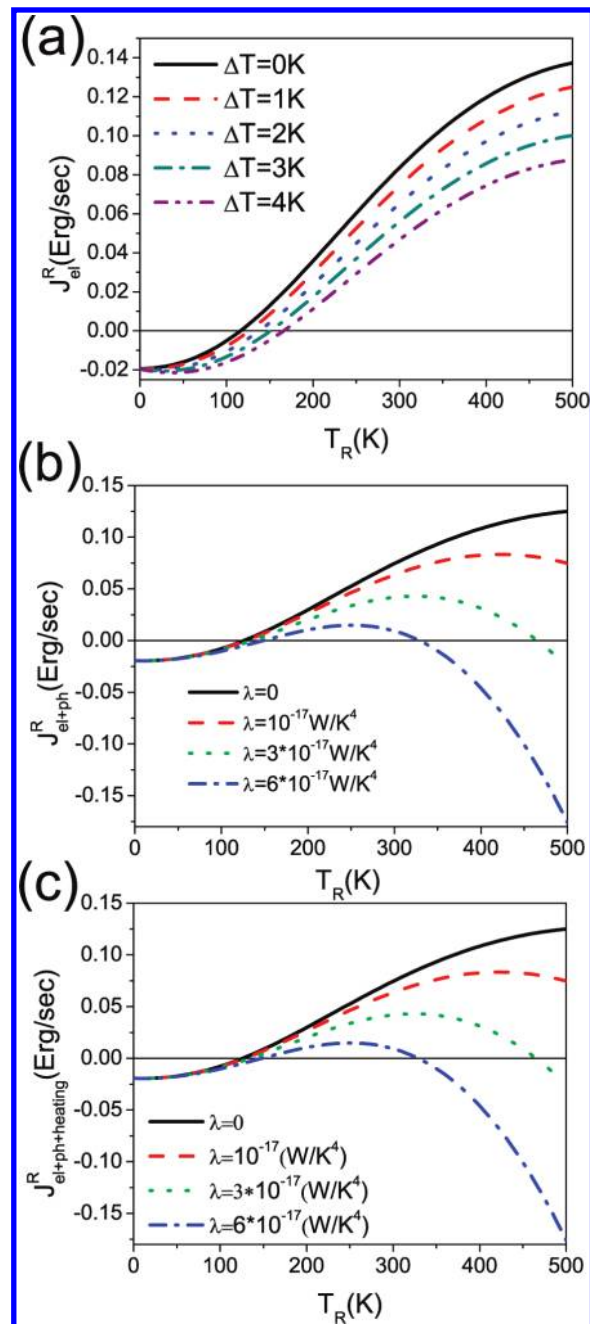 (a)
ΔT=0K
ΔT=1K
ΔT=2K
ΔT=3K
ΔT=4K
0.14
0.12
0.10
0.08
0.06
0.04
0.02
0.00
-0.02
J_el^R(Erg/sec)
0 100 200 300 400 500
T_R(K)
(b)
0.15
0.10
0.05
0.00
-0.05
-0.10
-0.15
J_el+ph^R(Erg/sec)
λ=0
λ=10^-17W/K^4
λ=3*10^-17W/K^4
λ=6*10^-17W/K^4
0 100 200 300 400 500
T_R(K)
(c)
0.15
0.10
0.05
0.00
-0.05
-0.10
-0.15
J_el+ph+heating^R(Erg/sec)
λ=0
λ=10^-17(W/K^4)
λ=3*10^-17(W/K^4)
λ=6*10^-17(W/K^4)
0 100 200 300 400 500
T_R(K)